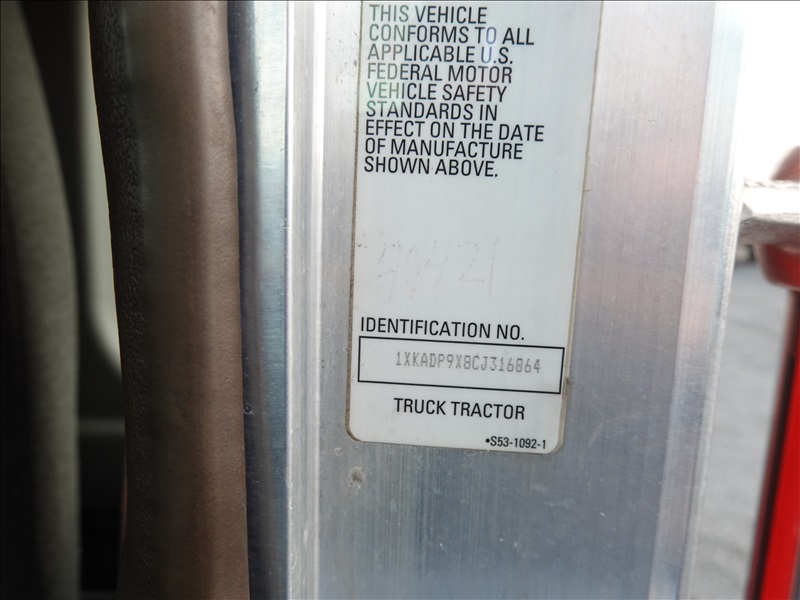 THIS VEHICLE
CONFORMS TO ALL
APPLICABLE U.S.
FEDERAL MOTOR
VEHICLE SAFETY
STANDARDS IN
EFFECT ON THE DATE
OF MANUFACTURE
SHOWN ABOVE.
IDENTIFICATION NO.
1XKADP9X8CJ316864
TRUCK TRACTOR
•S53-1092-1